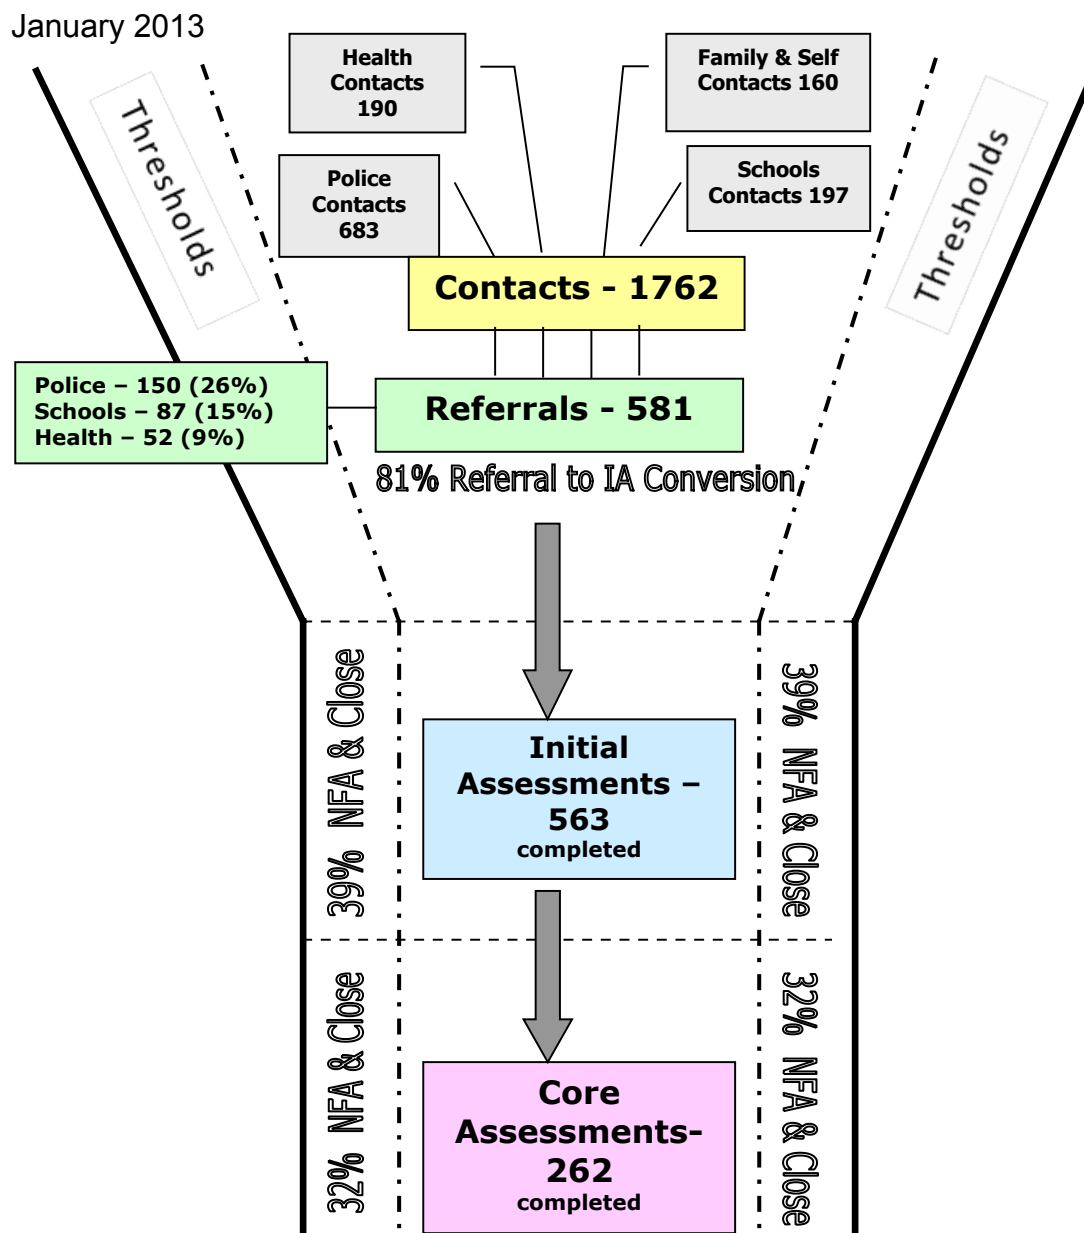 January 2013
Health
Contacts
190
Family & Self
Contacts 160
Thresholds
Thresholds
Police
Contacts
683
Schools
Contacts 197
Contacts - 1762
Police – 150 (26%)
Schools – 87 (15%)
Health – 52 (9%)
Referrals - 581
81% Referral to IA Conversion
39% NFA & Close
39% NFA & Close
Initial
Assessments –
563
completed
32% NFA & Close
32% NFA & Close
Core
Assessments-
262
completed